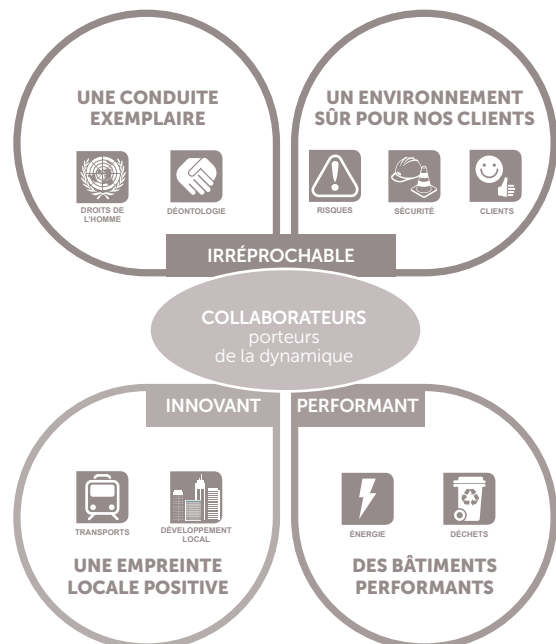 UNE CONDUITE
EXEMPLAIRE
DROITS DE
L'HOMME
DÉONTOLOGIE
UN ENVIRONNEMENT
SÛR POUR NOS CLIENTS
RISQUES
SÉCURITÉ
CLIENTS
IRRÉPROCHABLE
COLLABORATEURS
porteurs
de la dynamique
INNOVANT
PERFORMANT
TRANSPORTS
DÉVELOPPEMENT
LOCAL
UNE EMPREINTE
LOCALE POSITIVE
ÉNERGIE
DÉCHETS
DES BÂTIMENTS
PERFORMANTS